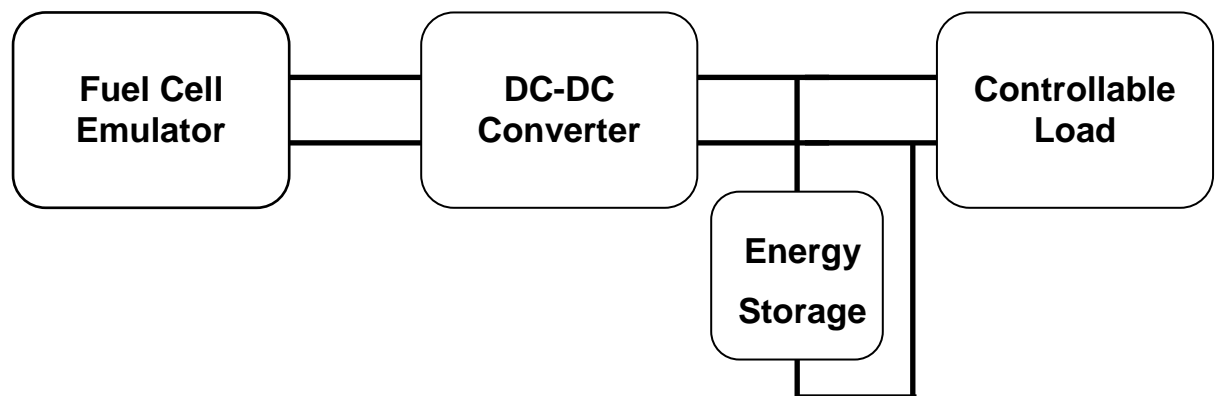 Fuel Cell
Emulator
DC-DC
Converter
Controllable
Load
Energy
Storage